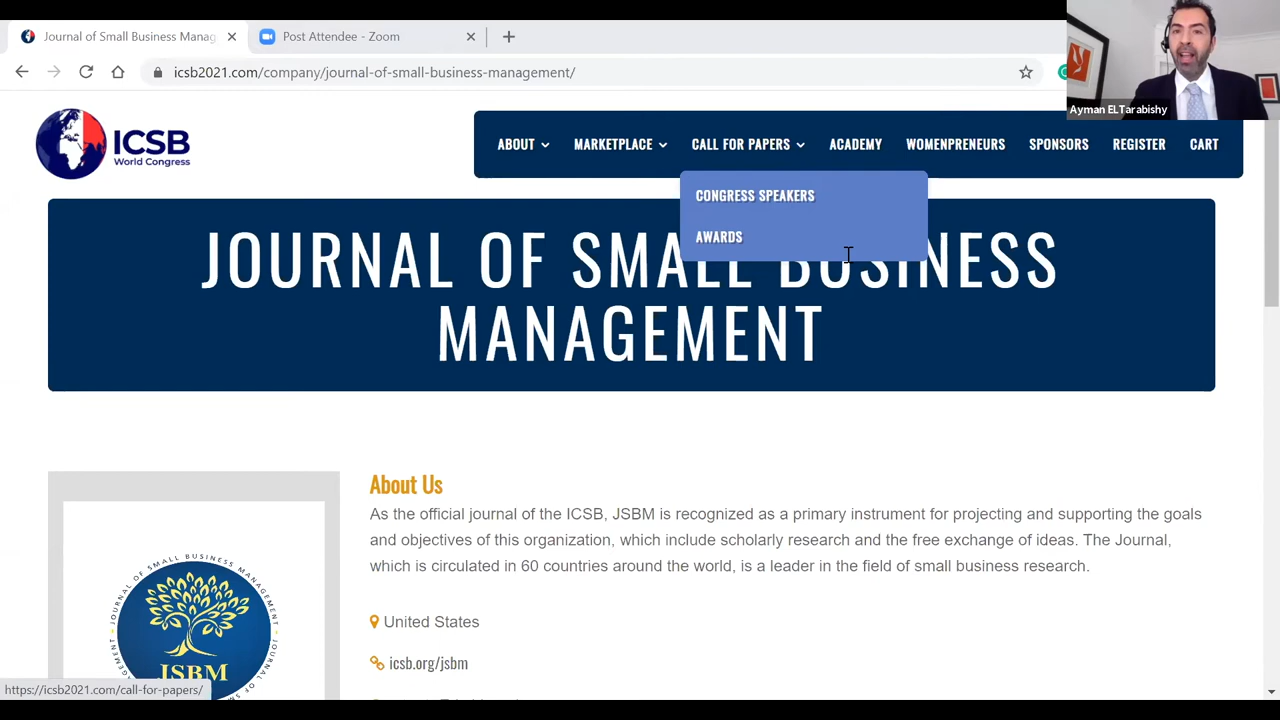 Journal of Small Business Manag
Post Attendee - Zoom
icsb2021.com/company/journal-of-small-business-management/
Ayman ELTarabishy
ICSB
World Congress
ABOUT
MARKETPLACE
CALL FOR PAPERS
ACADEMY
WOMENPRENEURS
SPONSORS
REGISTER
CART
CONGRESS SPEAKERS
AWARDS
JOURNAL OF SMALL BUSINESS
MANAGEMENT
About Us
As the official journal of the ICSB, JSBM is recognized as a primary instrument for projecting and supporting the goals
and objectives of this organization, which include scholarly research and the free exchange of ideas. The Journal,
which is circulated in 60 countries around the world, is a leader in the field of small business research.
United States
icsb.org/jsbm
JOURNAL OF SMALL BUSINESS MANAGEMENT
JSBM
https://icsb2021.com/call-for-papers/